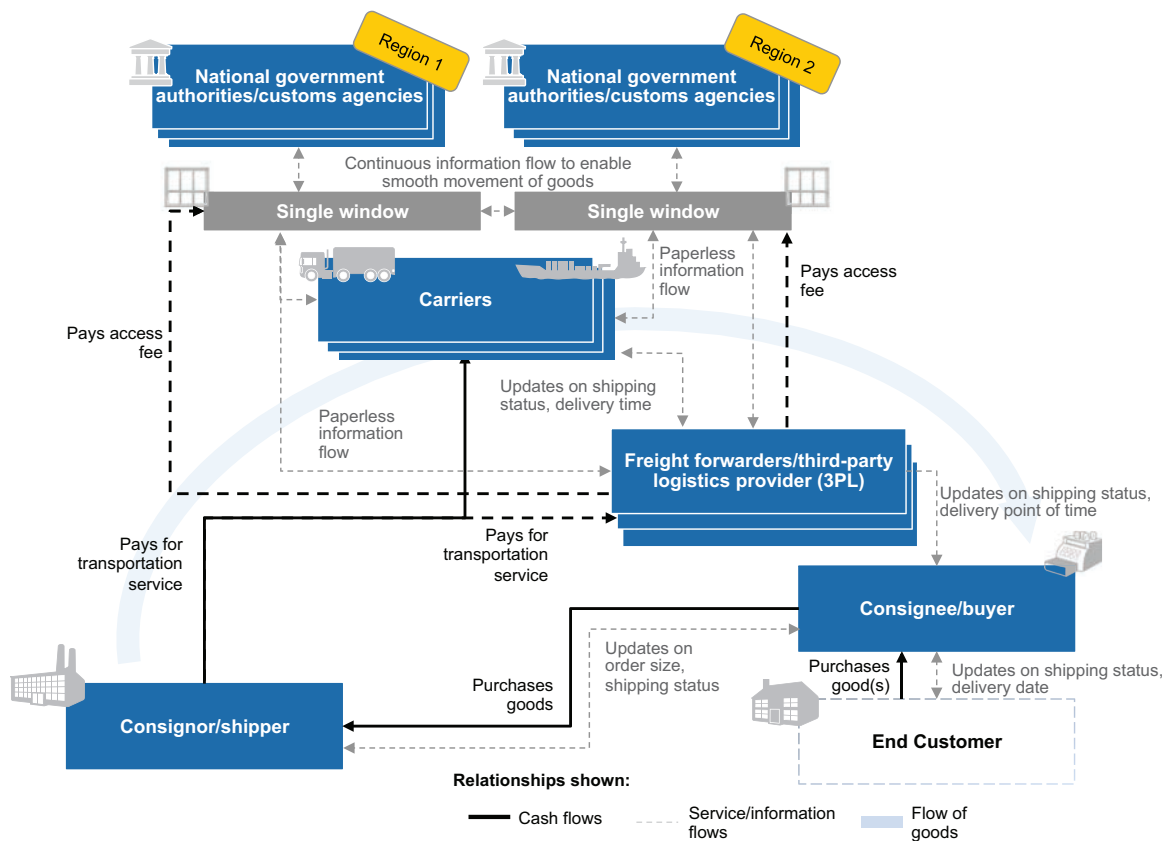 Region 1
National government
authorities/customs agencies
Region 2
National government
authorities/customs agencies
Continuous information flow to enable
smooth movement of goods
Single window
Single window
Paperless
information
flow
Pays access
fee
Carriers
Pays access
fee
Updates on shipping
status, delivery time
Paperless
information
flow
Freight forwarders/third-party
logistics provider (3PL)
Updates on shipping status,
delivery point of time
Pays for
transportation
service
Pays for
transportation
service
Consignee/buyer
Updates on
order size,
shipping status
Purchases
good(s)
Updates on shipping status,
delivery date
Purchases
goods
Consignor/shipper
End Customer
Relationships shown:
Cash flows
Service/information
flows
Flow of
goods